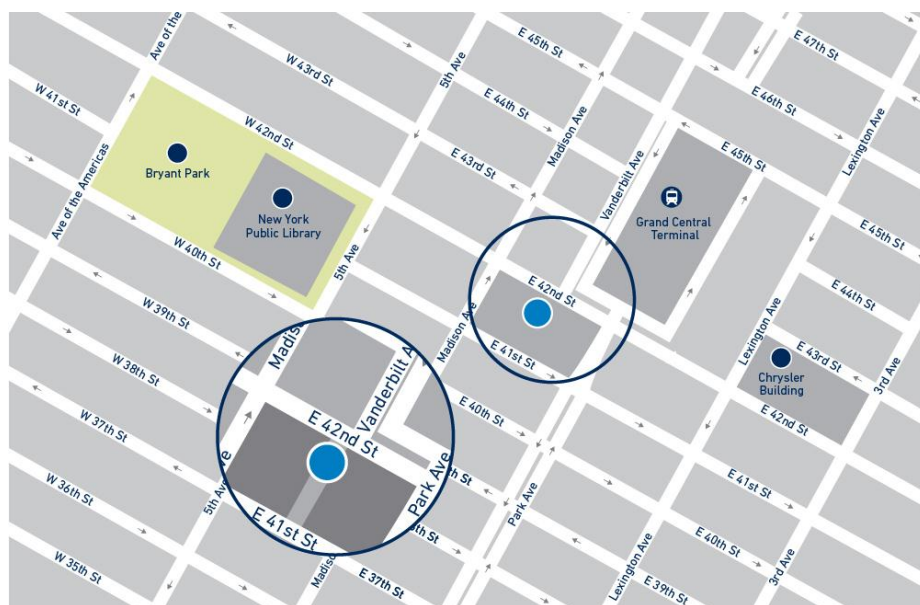 Ave of the
W 43rd St
5th Ave
E 45th St
E 47th St
W 41st St
W 42nd St
E 44th St
Madison Ave
E 46th St
Lexington Ave
Bryant Park
E 43rd St
Vanderbilt Ave
E 45th St
New York
Public Library
Grand Central
Terminal
Ave of the Americas
W 40th St
5th Ave
E 45th St
E 42nd St
E 44th St
W 39th St
Madison Ave
E 41st St
Lexington Ave
E 43rd St
Chrysler
Building
3rd Ave
W 38th St
Madis
Vanderbilt A
E 40th St
E 42nd St
W 37th St
E 42nd St
E 41st St
W 36th St
5th Ave
ve
Park Ave
Park Ave
E 41st St
E 40th St
W 35th St
Madis
E 37th St
Lexington Ave
E 39th St
3rd Ave